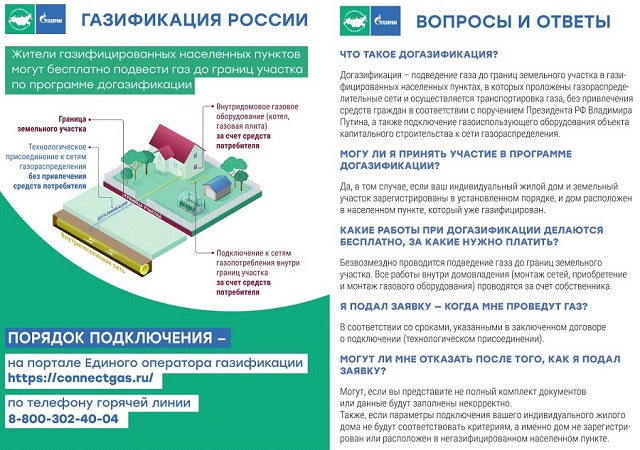 ГАЗПРОМ
ГАЗИФИКАЦИЯ РОССИИ
Жители газифицированных населенных пунктов
могут бесплатно подвести газ до границ участка
по программе догазификации
Граница
земельного участка
Технологическое
присоединение к сетям
газораспределения
без привлечения
средств потребителя
Внутридомовое газовое
оборудование (котел,
газовая плита)
за счет средств
потребителя
ГРАНИЦА УЧАСТКА
ДОГАЗИФИКАЦИЯ
Внутрипоселковая сеть
Подключение к сетям
газопотребления внутри
границ участка
за счет средств
потребителя
ПОРЯДОК ПОДКЛЮЧЕНИЯ –
на портале Единого оператора газификации
https://connectgas.ru/
по телефону горячей линии
8-800-302-40-04
ГАЗПРОМ
ВОПРОСЫ И ОТВЕТЫ
ЧТО ТАКОЕ ДОГАЗИФИКАЦИЯ?
Догазификация – подведение газа до границ земельного участка в гази-
фицированных населенных пунктах, в которых проложены газораспреде-
лительные сети и осуществляется транспортировка газа, без привлечения
средств граждан в соответствии с поручением Президента РФ Владимира
Путина, а также подключение газоиспользующего оборудования объекта
капитального строительства к сети газораспределения.
МОГУ ЛИ Я ПРИНЯТЬ УЧАСТИЕ В ПРОГРАММЕ
ДОГАЗИФИКАЦИИ?
Да, в том случае, если ваш индивидуальный жилой дом и земельный
участок зарегистрированы в установленном порядке, и дом расположен
в населенном пункте, который уже газифицирован.
КАКИЕ РАБОТЫ ПРИ ДОГАЗИФИКАЦИИ ДЕЛАЮТСЯ
БЕСПЛАТНО, ЗА КАКИЕ НУЖНО ПЛАТИТЬ?
Безвозмездно проводится подведение газа до границ земельного
участка. Все работы внутри домовладения (монтаж сетей, приобретение
и монтаж газового оборудования) проводятся за счет собственника.
Я ПОДАЛ ЗАЯВКУ – КОГДА МНЕ ПРОВЕДУТ ГАЗ?
В соответствии со сроками, указанными в заключенном договоре
о подключении (технологическом присоединении).
МОГУТ ЛИ МНЕ ОТКАЗАТЬ ПОСЛЕ ТОГО, КАК Я ПОДАЛ
ЗАЯВКУ?
Могут, если вы представите не полный комплект документов
или данные будут заполнены некорректно.
Также, если параметры подключения вашего индивидуального жилого
дома не будут соответствовать критериям, а именно дом не зарегистри-
рован или расположен в негазифицированном населенном пункте.